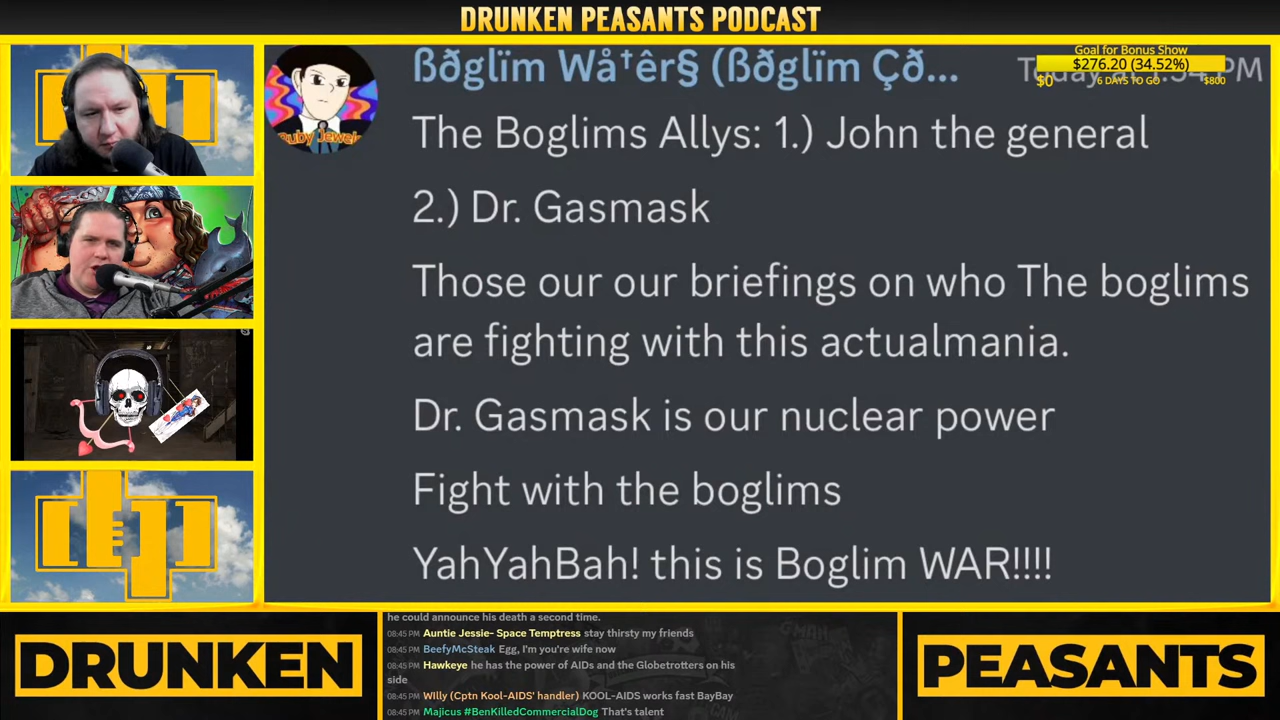 DRUNKEN PEASANTS PODCAST
ßðglïm Wå†êr§ (ßðglïm Çð...
PM
Goal for Bonus Show
$276.20 (34.52%)
$0 6 DAYS TO GO $800
The Boglims Allys: 1.) John the general
2.) Dr. Gasmask
Those our our briefings on who The boglims
are fighting with this actualmania.
Dr. Gasmask is our nuclear power
Fight with the boglims
YahYahBah! this is Boglim WAR!!!!
DRUNKEN
he could announce his death a second time.
08:45 PM Auntie Jessie- Space Temptress stay thirsty my friends
08:45 PM BeefyMcSteak Egg, I'm you're wife now
08:45 PM Hawkeye he has the power of AIDs and the Globetrotters on his
side
08:45 PM WIlly (Cptn Kool-AIDS' handler) KOOL-AIDS works fast BayBay
08:45 PM Majicus #BenKilledCommercialDog That's talent
PEASANTS